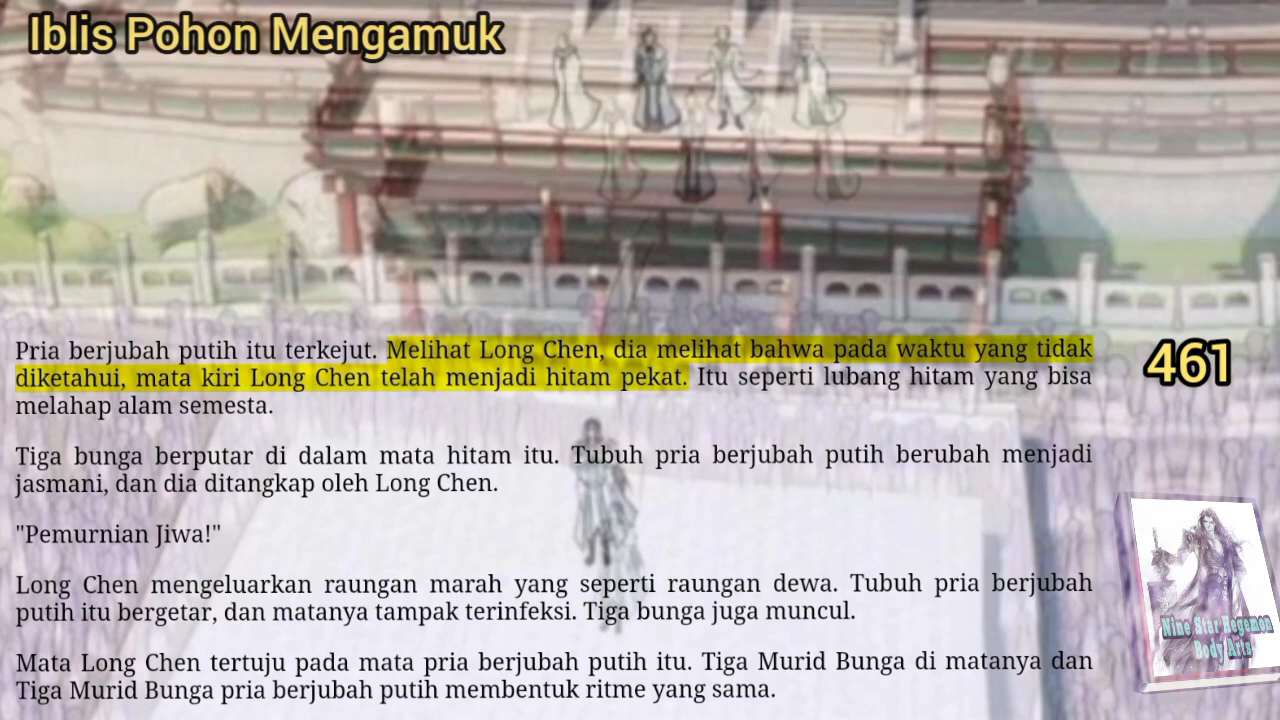 Iblis Pohon Mengamuk
Pria berjubah putih itu terkejut. Melihat Long Chen, dia melihat bahwa pada waktu yang tidak
diketahui, mata kiri Long Chen telah menjadi hitam pekat. Itu seperti lubang hitam yang bisa
melahap alam semesta.
461
Tiga bunga berputar di dalam mata hitam itu. Tubuh pria berjubah putih berubah menjadi
jasmani, dan dia ditangkap oleh Long Chen.
"Pemurnian Jiwa!"
Long Chen mengeluarkan raungan marah yang seperti raungan dewa. Tubuh pria berjubah
putih itu bergetar, dan matanya tampak terinfeksi. Tiga bunga juga muncul.
Mata Long Chen tertuju pada mata pria berjubah putih itu. Tiga Murid Bunga di matanya dan
Tiga Murid Bunga pria berjubah putih membentuk ritme yang sama.
Nine Star Hegemon
Body Arts